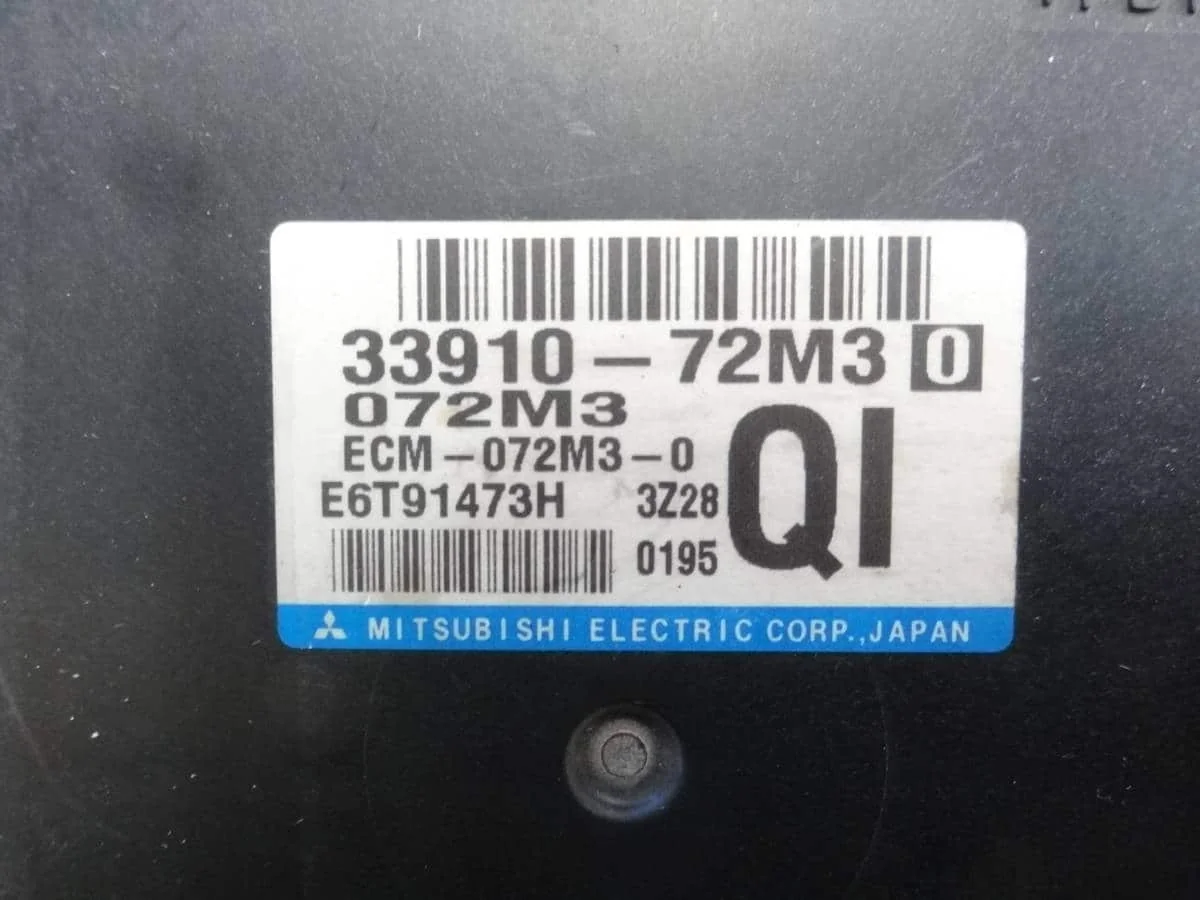 33910-72M3 0
072M3
ECM-072M3-0
QI
E6T91473H 3Z28
0195
MITSUBISHI ELECTRIC CORP.,JAPAN